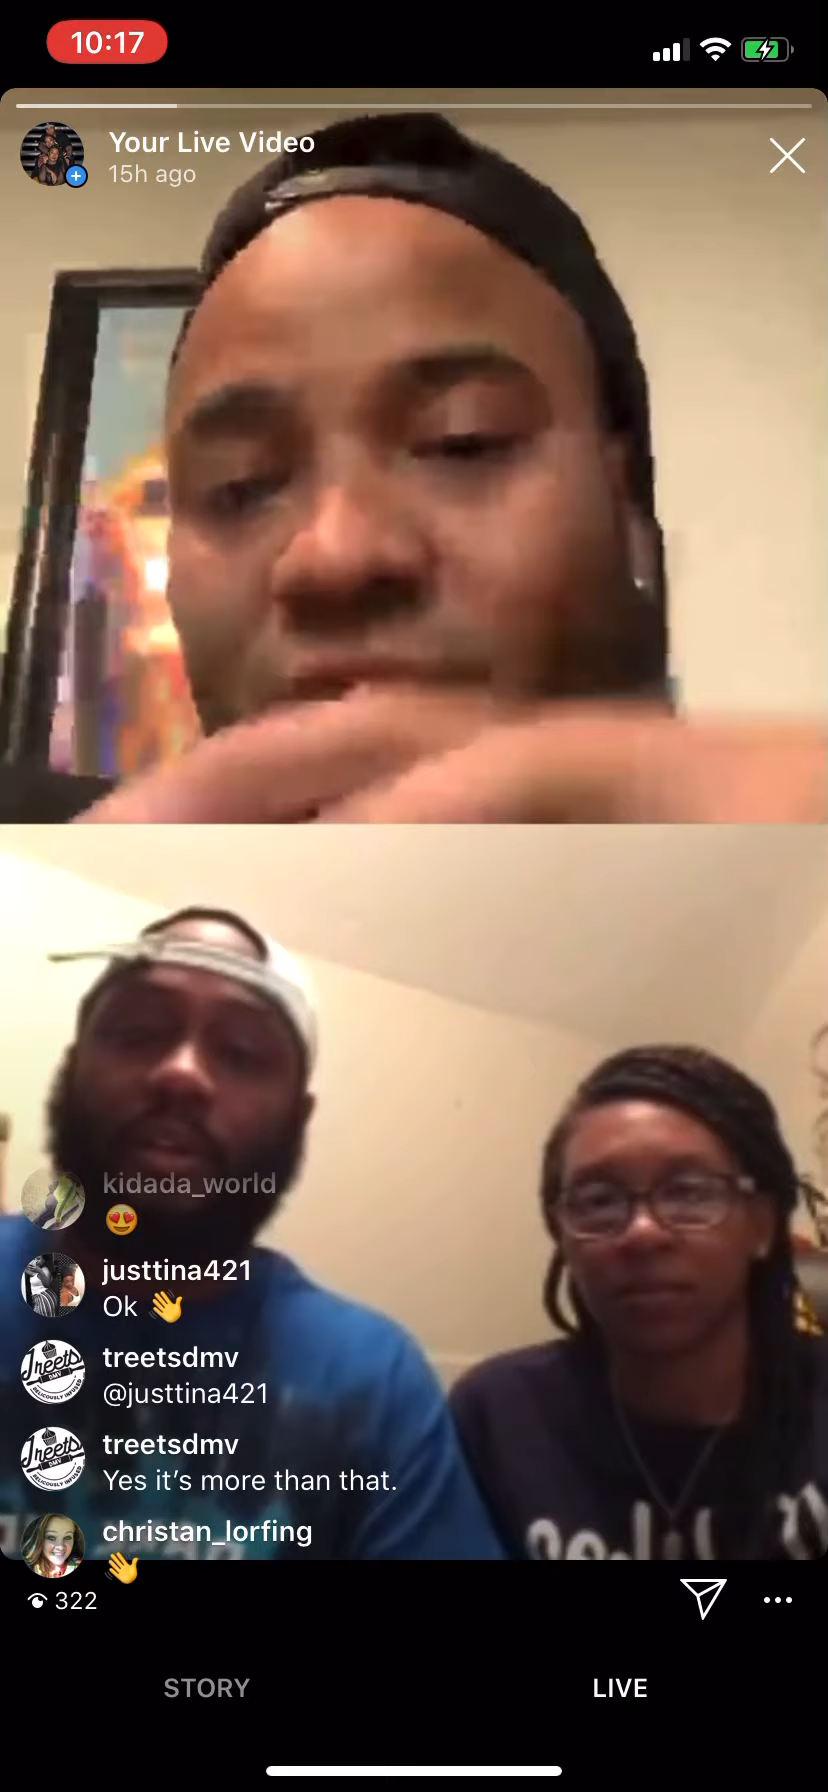 10:17
Your Live Video
15h ago
kidada_world
😍
justtina421
Ok 👋
treetsdmv
@justtina421
treetsdmv
Yes it's more than that.
christan_lorfing
👋
322
STORY
LIVE